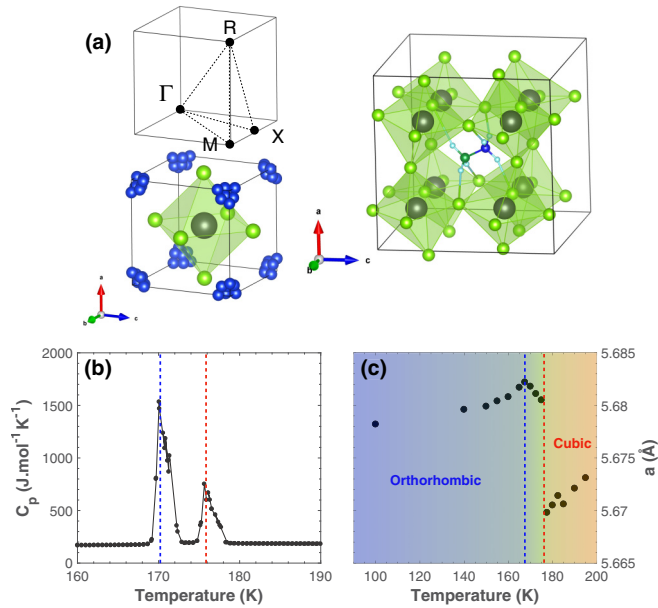 (a)
R
Γ
M
X
a
b
c
a
b
c
(b)
2000
1500
1000
500
0
Cp (J.mol⁻¹ K⁻¹)
160
170
180
190
Temperature (K)
(c)
Orthorhombic
Cubic
5.685
5.68
5.675
5.67
5.665
a (Å)
100
120
140
160
180
200
Temperature (K)